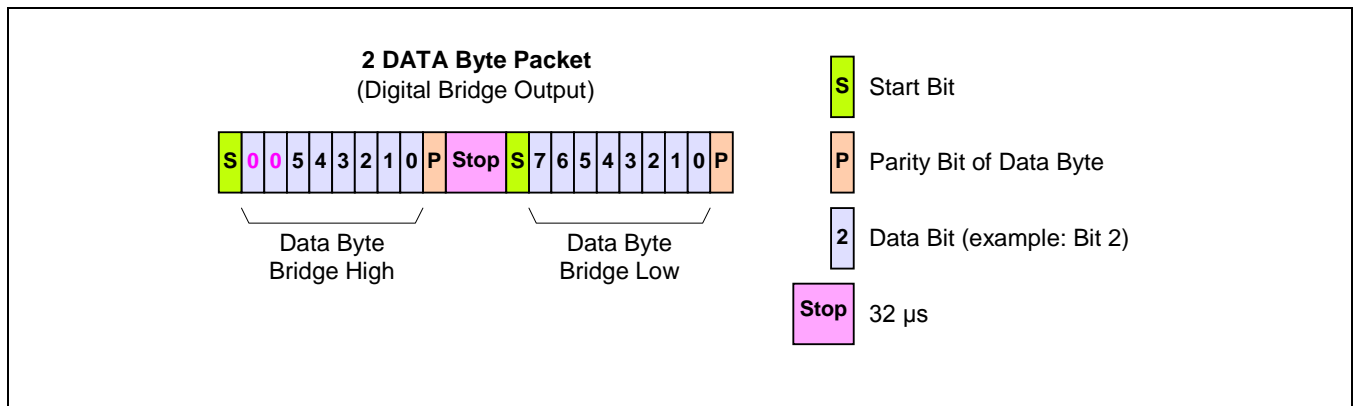 2 DATA Byte Packet
(Digital Bridge Output)
S 0 0 5 4 3 2 1 0 P Stop S 7 6 5 4 3 2 1 0 P
Data Byte
Bridge High
Data Byte
Bridge Low
S Start Bit
P Parity Bit of Data Byte
2 Data Bit (example: Bit 2)
Stop 32 µs